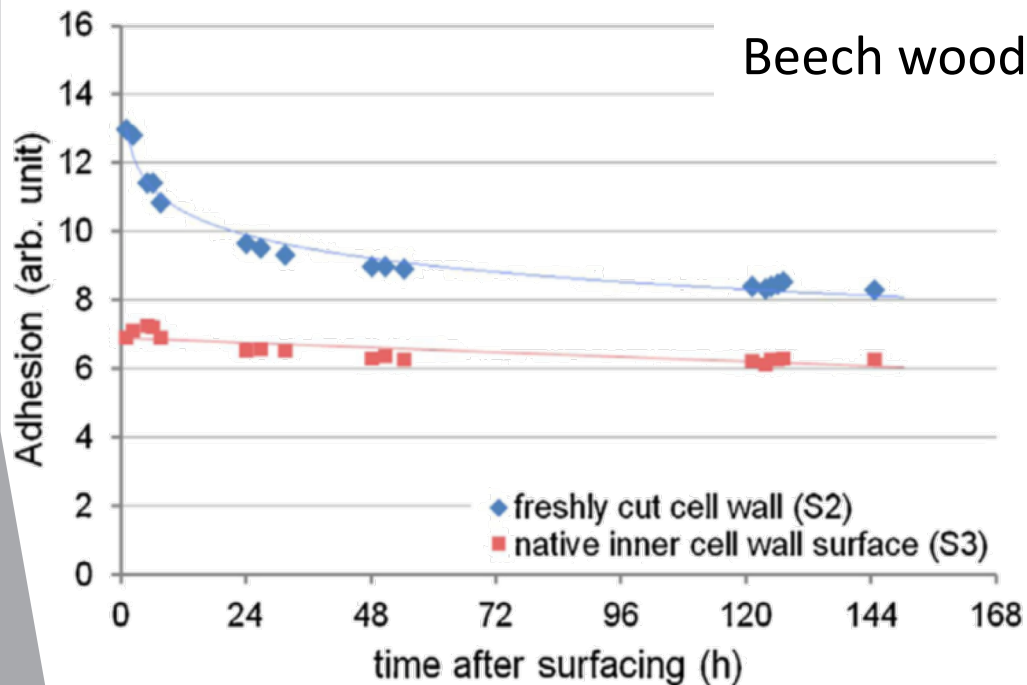 Beech wood
Adhesion (arb. unit)
16
14
12
10
8
6
4
2
0
freshly cut cell wall (S2)
native inner cell wall surface (S3)
0 24 48 72 96 120 144 168
time after surfacing (h)